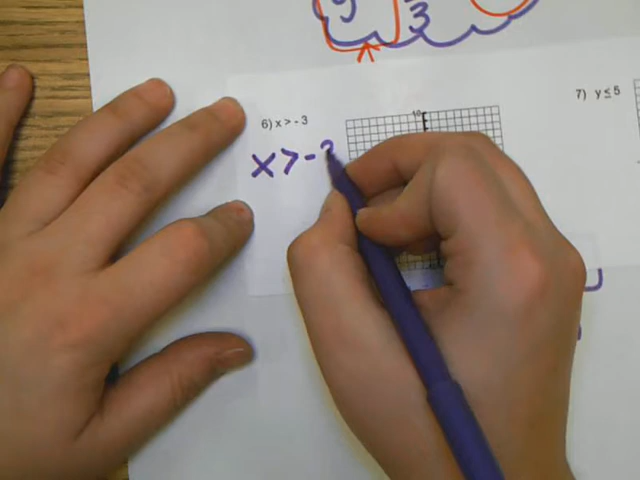 y 3
6) x > - 3
10
7) y ≤ 5
x > -